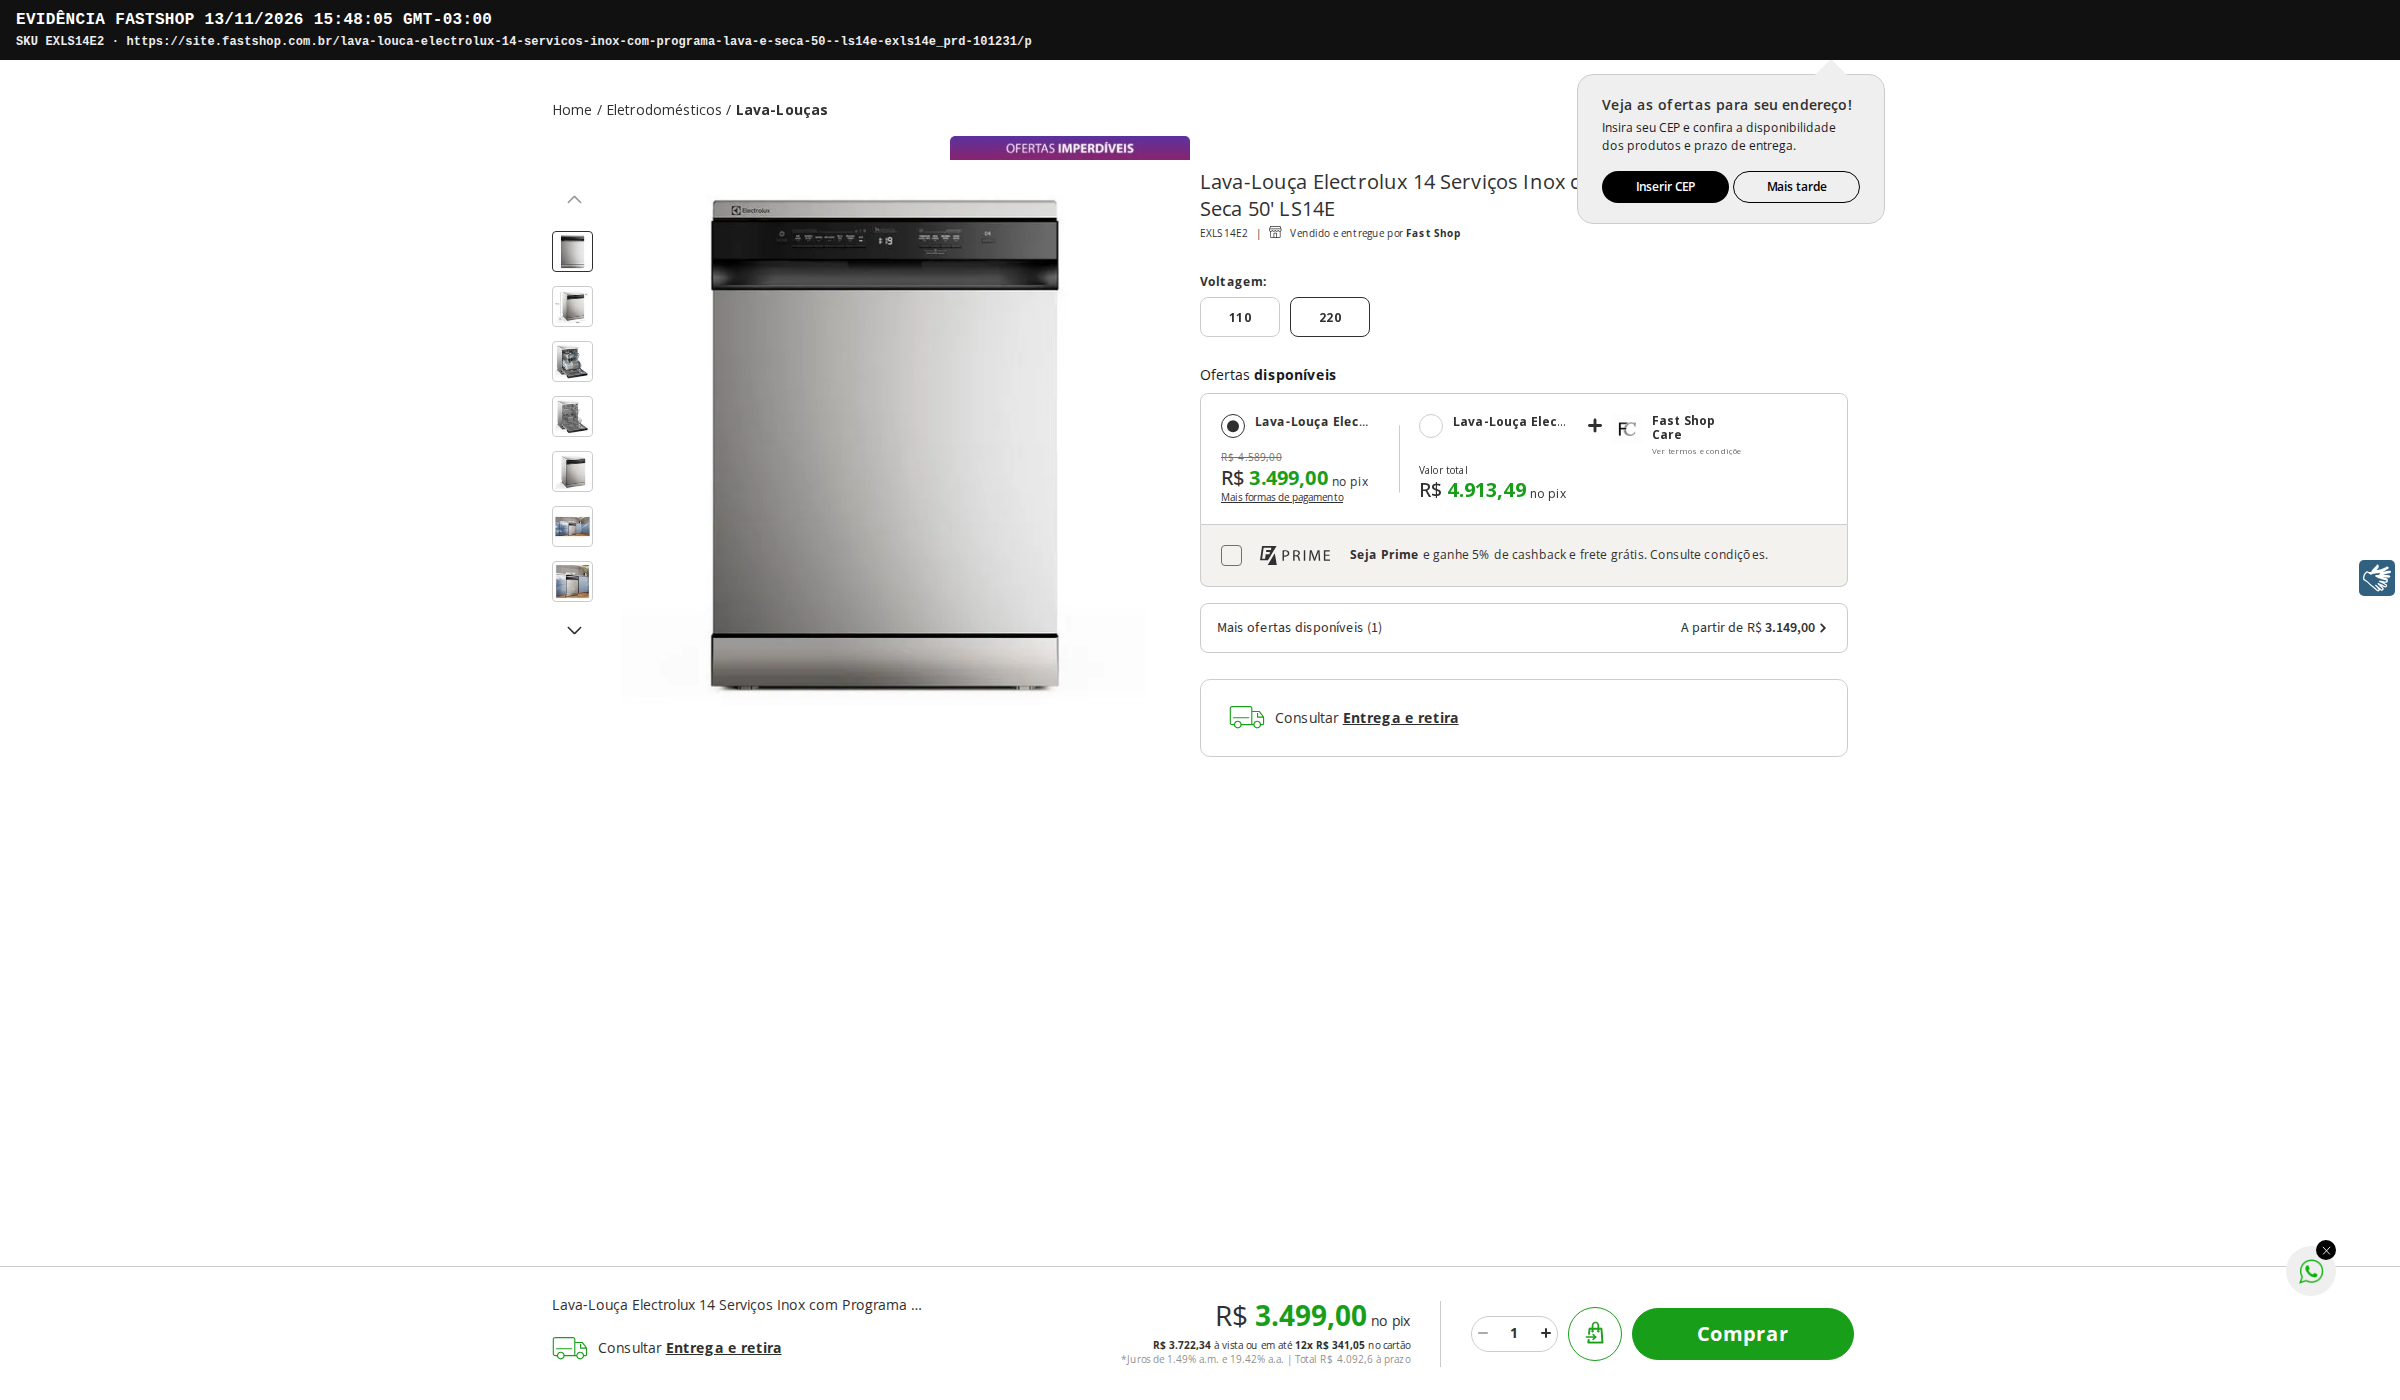 EVIDÊNCIA FASTSHOP 13/11/2026 15:48:05 GMT-03:00
SKU EXLS14E2 · https://site.fastshop.com.br/lava-louca-electrolux-14-servicos-inox-com-programa-lava-e-seca-50--ls14e-exls14e_prd-101231/p
Home / Eletrodomésticos / Lava-Louças
Veja as ofertas para seu endereço!
Insira seu CEP e confira a disponibilidade
dos produtos e prazo de entrega.
Inserir CEP
Mais tarde
OFERTAS IMPERDÍVEIS
Electrolux
Lava-Louça Electrolux 14 Serviços Inox
Seca 50' LS14E
EXLS14E2 | Vendido e entregue por Fast Shop
Voltagem:
110
220
Ofertas disponíveis
Lava-Louça Elec...
R$ 4.589,00
R$ 3.499,00 no pix
Mais formas de pagamento
Lava-Louça Elec...
+
Fast Shop
Care
Ver termos e condiçõe
Valor total
R$ 4.913,49 no pix
PRIME
Seja Prime e ganhe 5% de cashback e frete grátis. Consulte condições.
Mais ofertas disponíveis (1)
A partir de R$ 3.149,00
Consultar Entrega e retira
Lava-Louça Electrolux 14 Serviços Inox com Programa ...
Consultar Entrega e retira
R$ 3.499,00 no pix
R$ 3.722,34 à vista ou em até 12x R$ 341,05 no cartão
*Juros de 1.49% a.m. e 19.42% a.a. | Total R$ 4.092,6 à prazo
1
Comprar